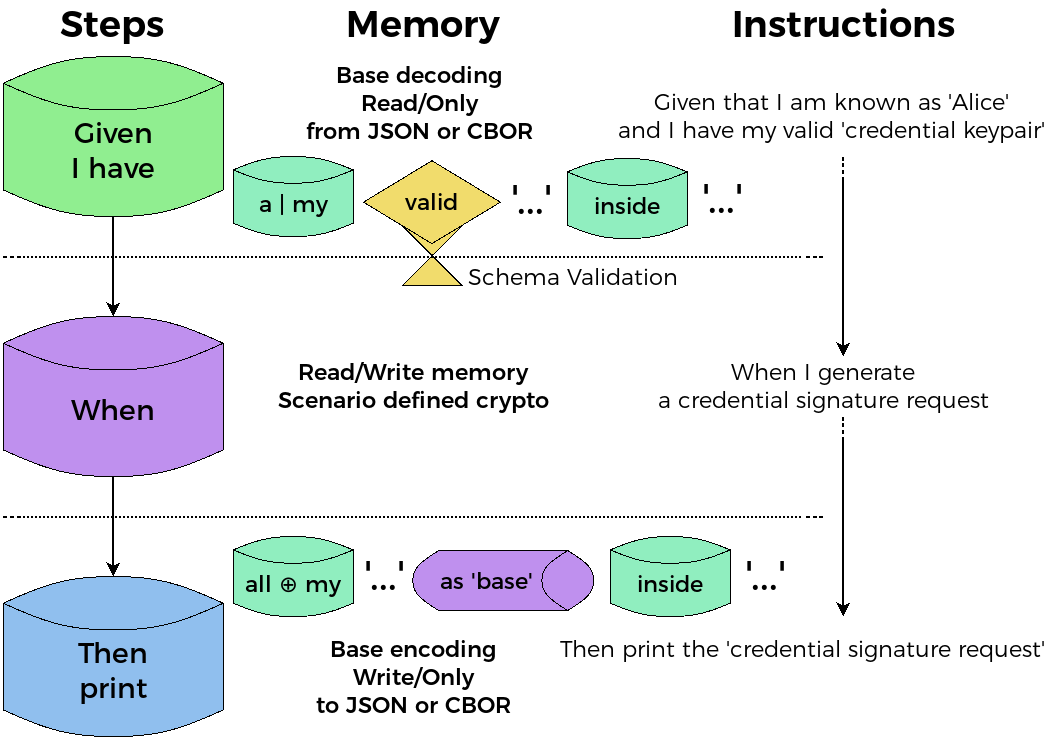 Steps
Memory
Instructions
Given
I have
Base decoding
Read/Only
from JSON or CBOR
Given that I am known as 'Alice'
and I have my valid 'credential keypair'
a | my
valid
'...'
inside
'...'
Schema Validation
When
Read/Write memory
Scenario defined crypto
When I generate
a credential signature request
all ⊕ my
'...'
as 'base'
inside
'...'
Then
print
Base encoding
Write/Only
to JSON or CBOR
Then print the 'credential signature request'